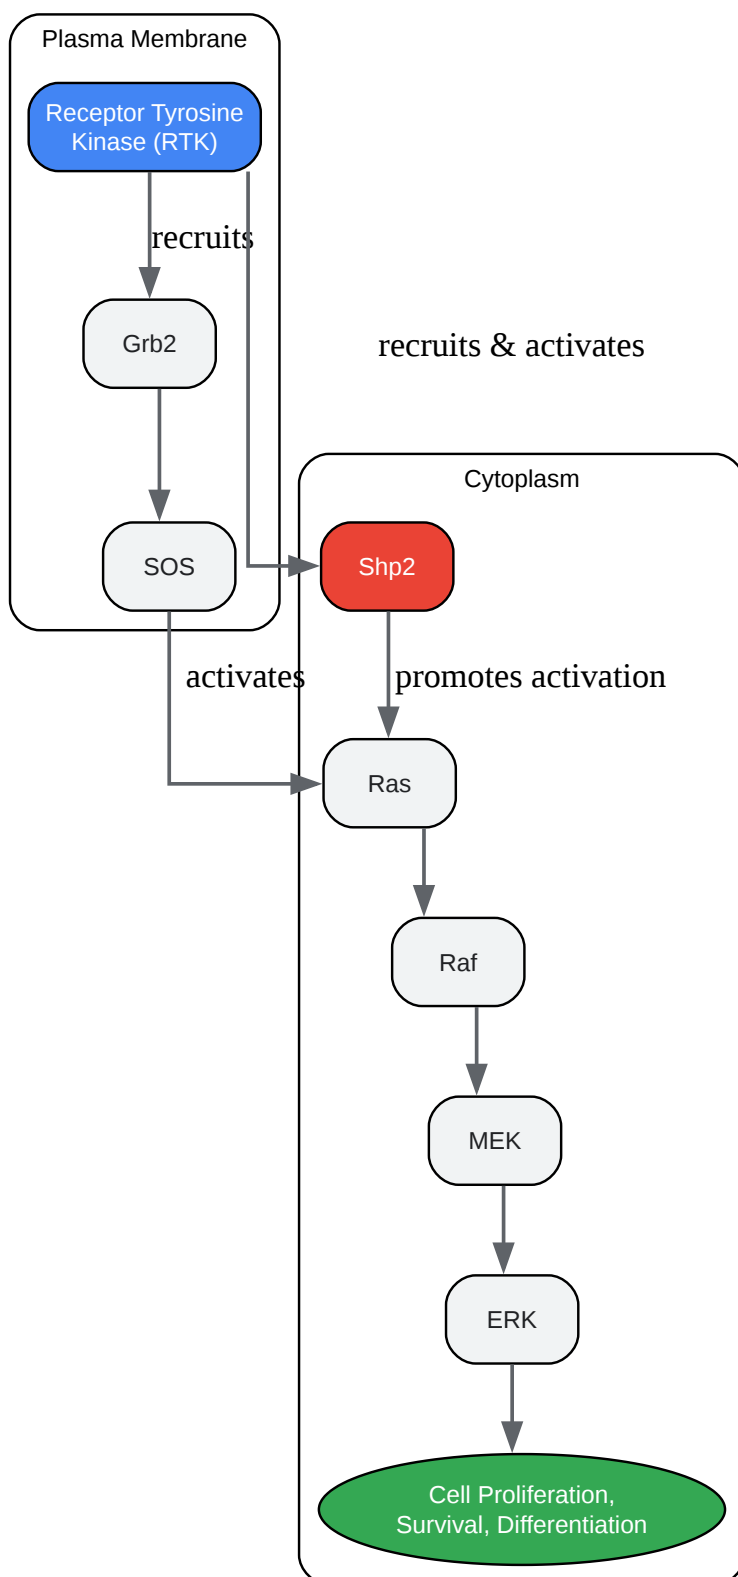 Plasma Membrane
Receptor Tyrosine
Kinase (RTK)
recruits
Grb2
recruits & activates
Cytoplasm
SOS
Shp2
activates
promotes activation
Ras
Raf
MEK
ERK
Cell Proliferation,
Survival, Differentiation